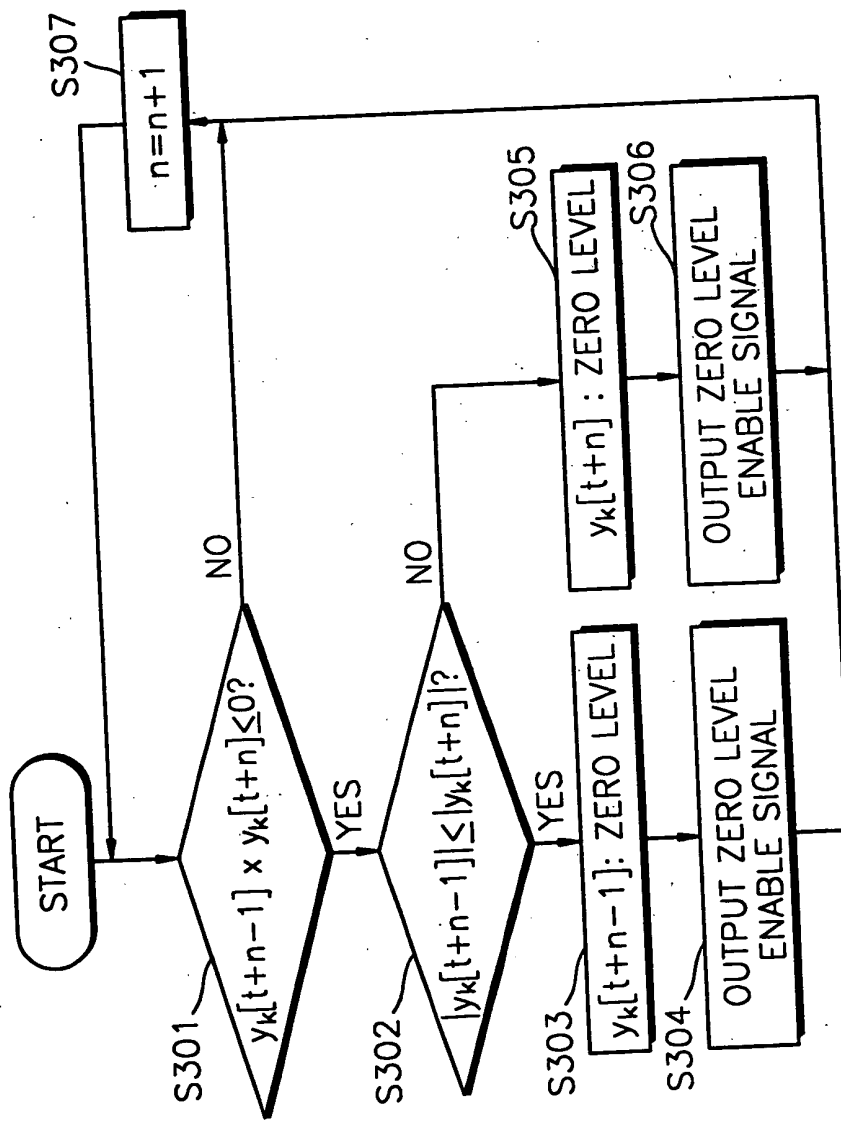 START
S301
yk[t+n-1] x yk[t+n]≤0?
NO
YES
S302
|yk[t+n-1]|≤|yk[t+n]|?
NO
YES
S303
yk[t+n-1]: ZERO LEVEL
S304
OUTPUT ZERO LEVEL
ENABLE SIGNAL
S305
yk[t+n] : ZERO LEVEL
S306
OUTPUT ZERO LEVEL
ENABLE SIGNAL
S307
n=n+1